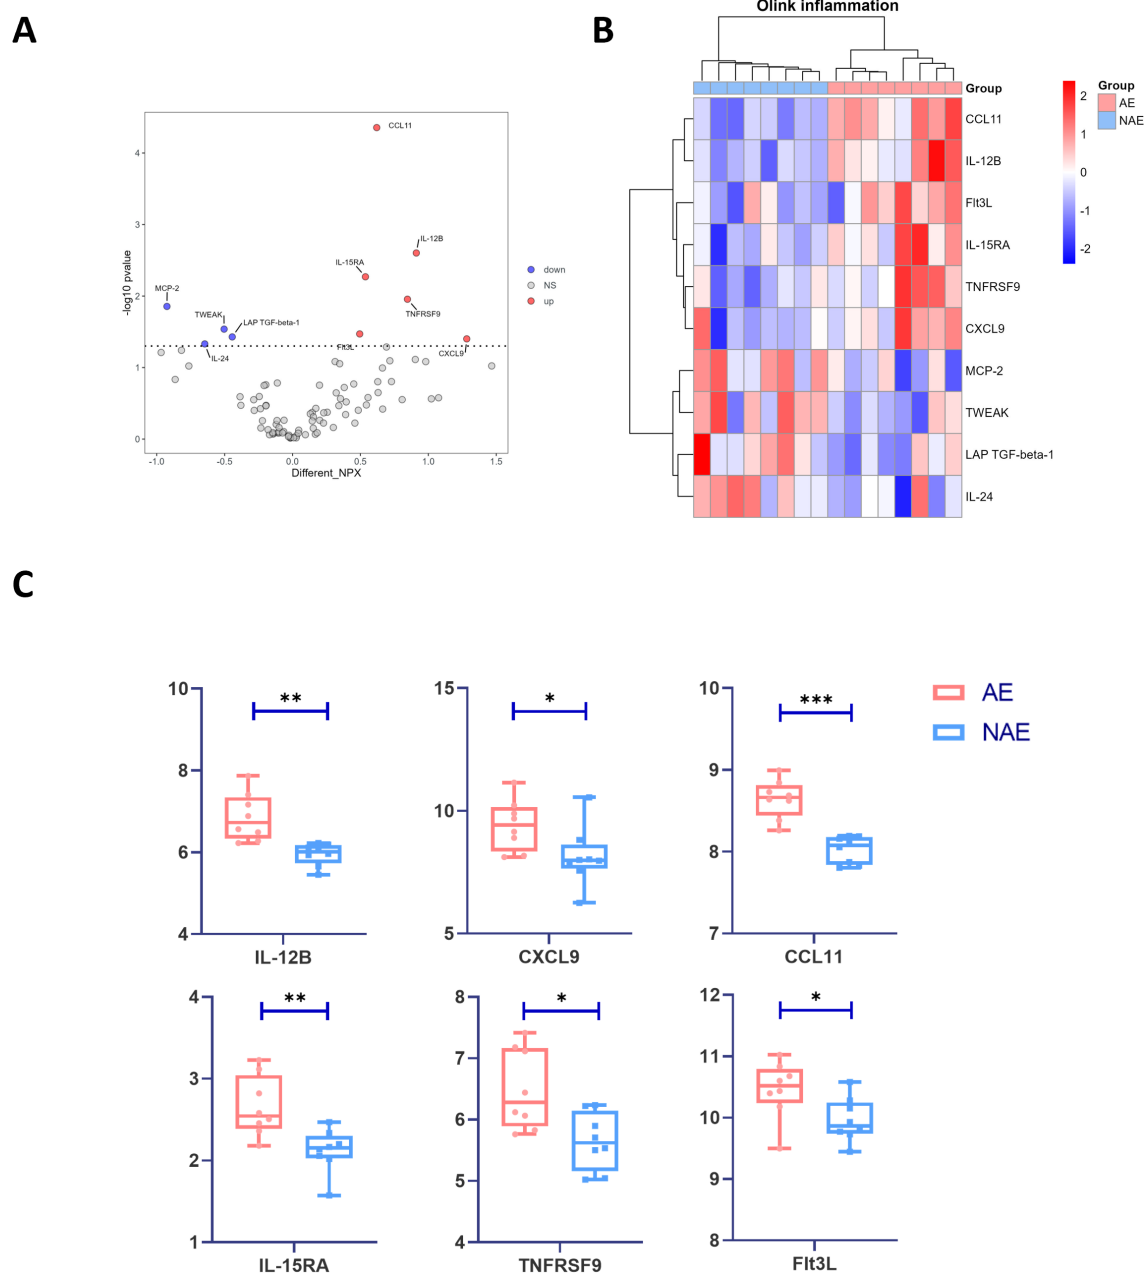 A
B
Olink inflammation
Group
CCL11
IL-12B
Flt3L
IL-15RA
TNFRSF9
CXCL9
MCP-2
TWEAK
LAP TGF-beta-1
IL-24
2
1
0
-1
-2
Group
AE
NAE
-log10 pvalue
4
3
2
1
0
-1.0
-0.5
0.0
0.5
1.0
1.5
Different_NPX
CCL11
IL-12B
IL-15RA
MCP-2
TNFRSF9
TWEAK
LAP TGF-beta-1
Flt3L
CXCL9
IL-24
down
NS
up
C
10
8
6
4
**
IL-12B
15
10
5
*
CXCL9
10
9
8
7
***
CCL11
AE
NAE
4
3
2
1
**
IL-15RA
8
7
6
5
4
*
TNFRSF9
12
11
10
9
8
*
Flt3L